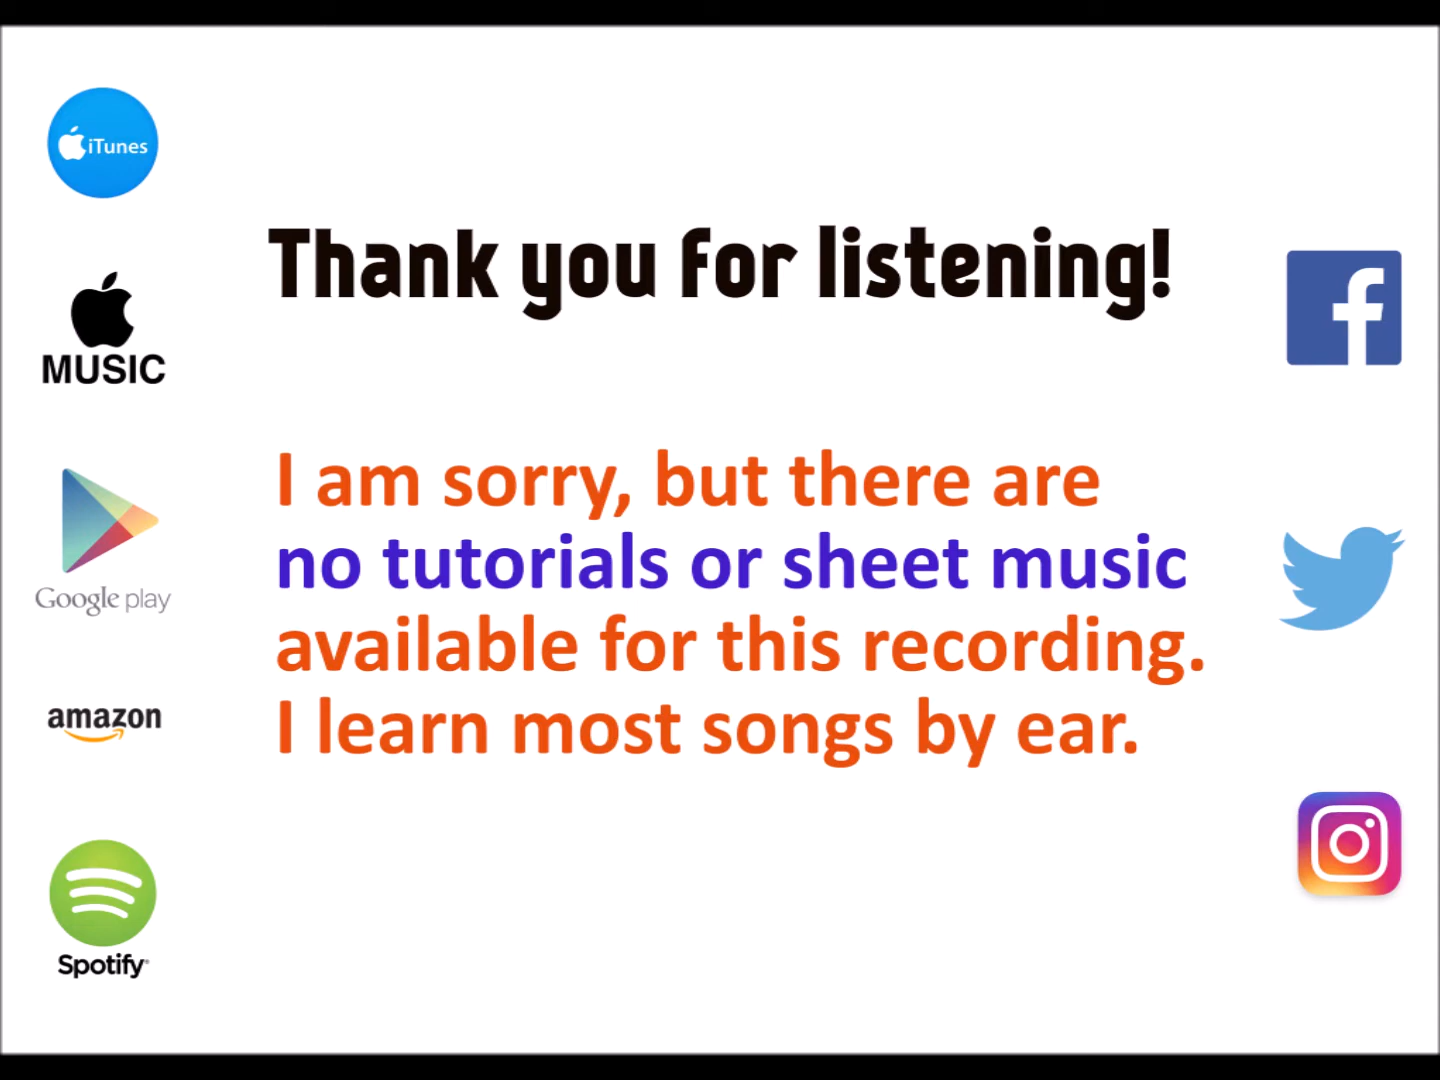 iTunes
Thank you for listening!
MUSIC
I am sorry, but there are
no tutorials or sheet music
Google play
available for this recording.
amazon
I learn most songs by ear.
Spotify